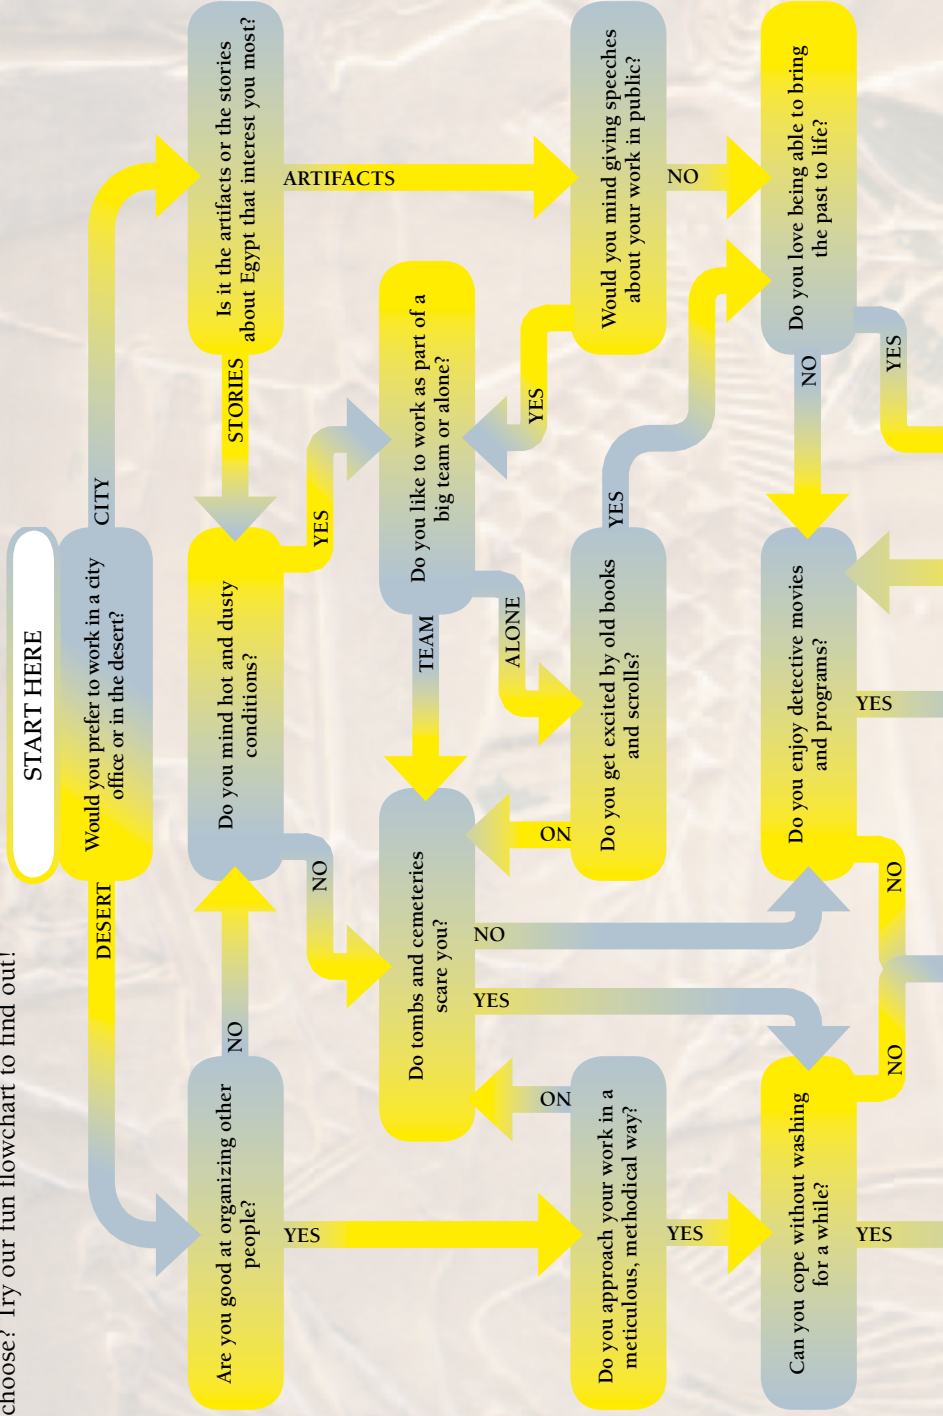 choose? Try our fun flowchart to find out!
START HERE
Would you prefer to work in a city
office or in the desert?
DESERT
CITY
Are you good at organizing other
people?
NO
YES
Do you mind hot and dusty
conditions?
NO
YES
Is it the artifacts or the stories
about Egypt that interest you most?
STORIES
ARTIFACTS
Do tombs and cemeteries
scare you?
YES
NO
Do you like to work as part of a
big team or alone?
TEAM
ALONE
Do you approach your work in a
meticulous, methodical way?
NO
YES
Do you get excited by old books
and scrolls?
NO
YES
Would you mind giving speeches
about your work in public?
YES
NO
Can you cope without washing
for a while?
YES
NO
Do you enjoy detective movies
and programs?
NO
YES
Do you love being able to bring
the past to life?
NO
YES